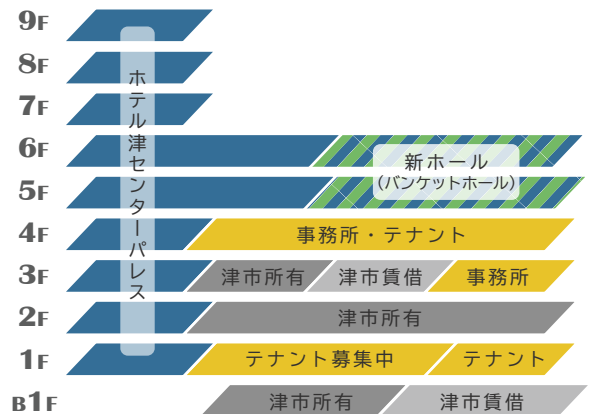 9F
8F
7F
6F
新ホール
(バンケットホール)
5F
4F
事務所・テナント
3F
津市所有
津市賃借
事務所
2F
津市所有
1F
テナント募集中
テナント
B1F
津市所有
津市賃借
ホテル津センターパレス